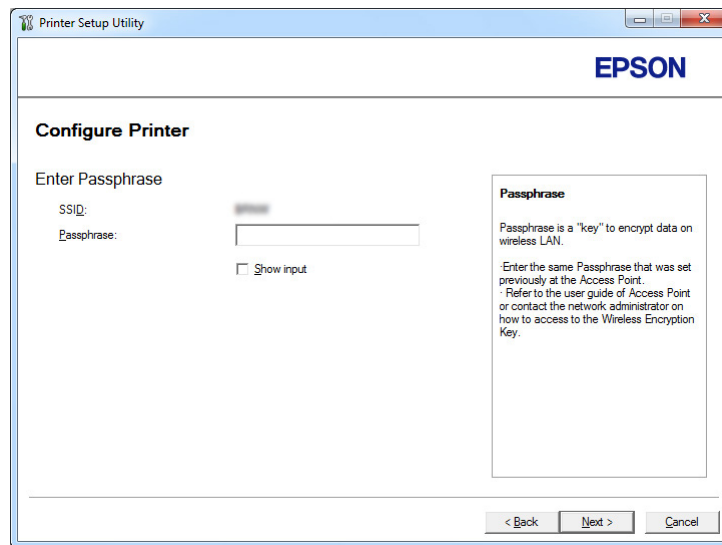 Printer Setup Utility
EPSON
Configure Printer
Enter Passphrase
SSID:
Passphrase:
Show input
Passphrase
Passphrase is a "key" to encrypt data on
wireless LAN.
·Enter the same Passphrase that was set
previously at the Access Point.
· Refer to the user guide of Access Point
or contact the network administrator on
how to access to the Wireless Encryption
Key.
< Back
Next >
Cancel